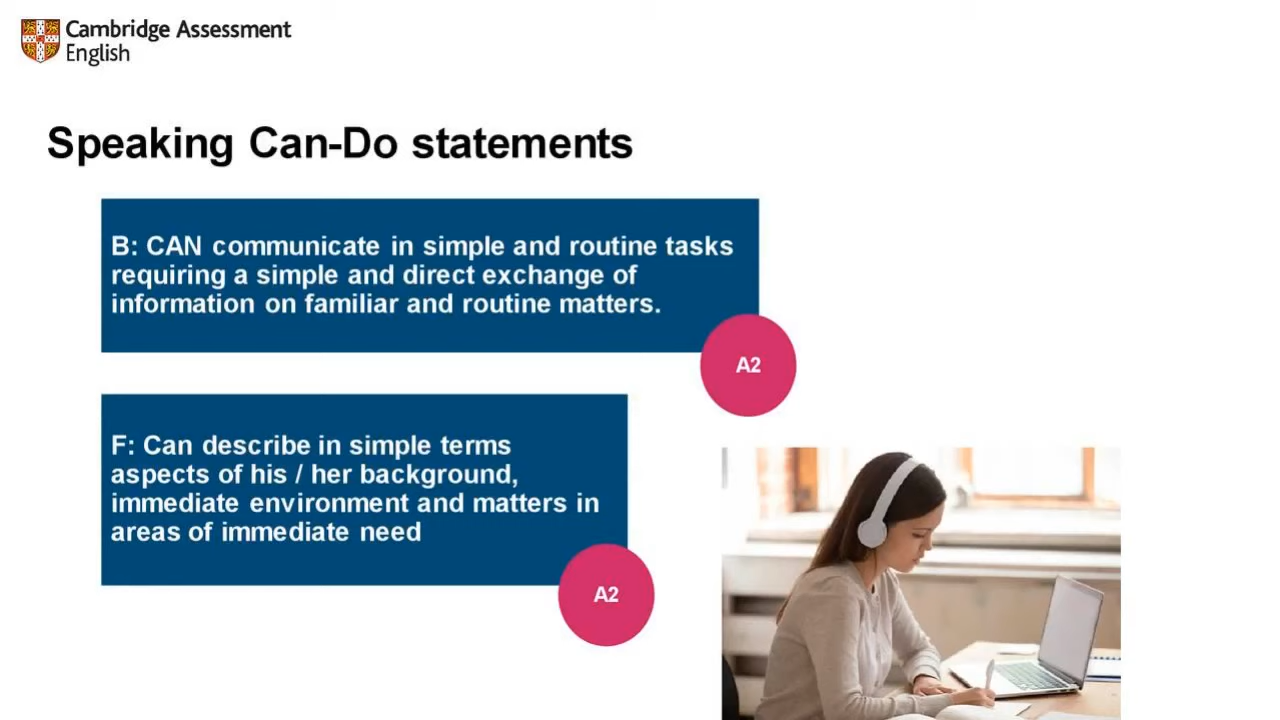 Cambridge Assessment
English
Speaking Can-Do statements
B: CAN communicate in simple and routine tasks
requiring a simple and direct exchange of
information on familiar and routine matters.
A2
F: Can describe in simple terms
aspects of his / her background,
immediate environment and matters in
areas of immediate need
A2